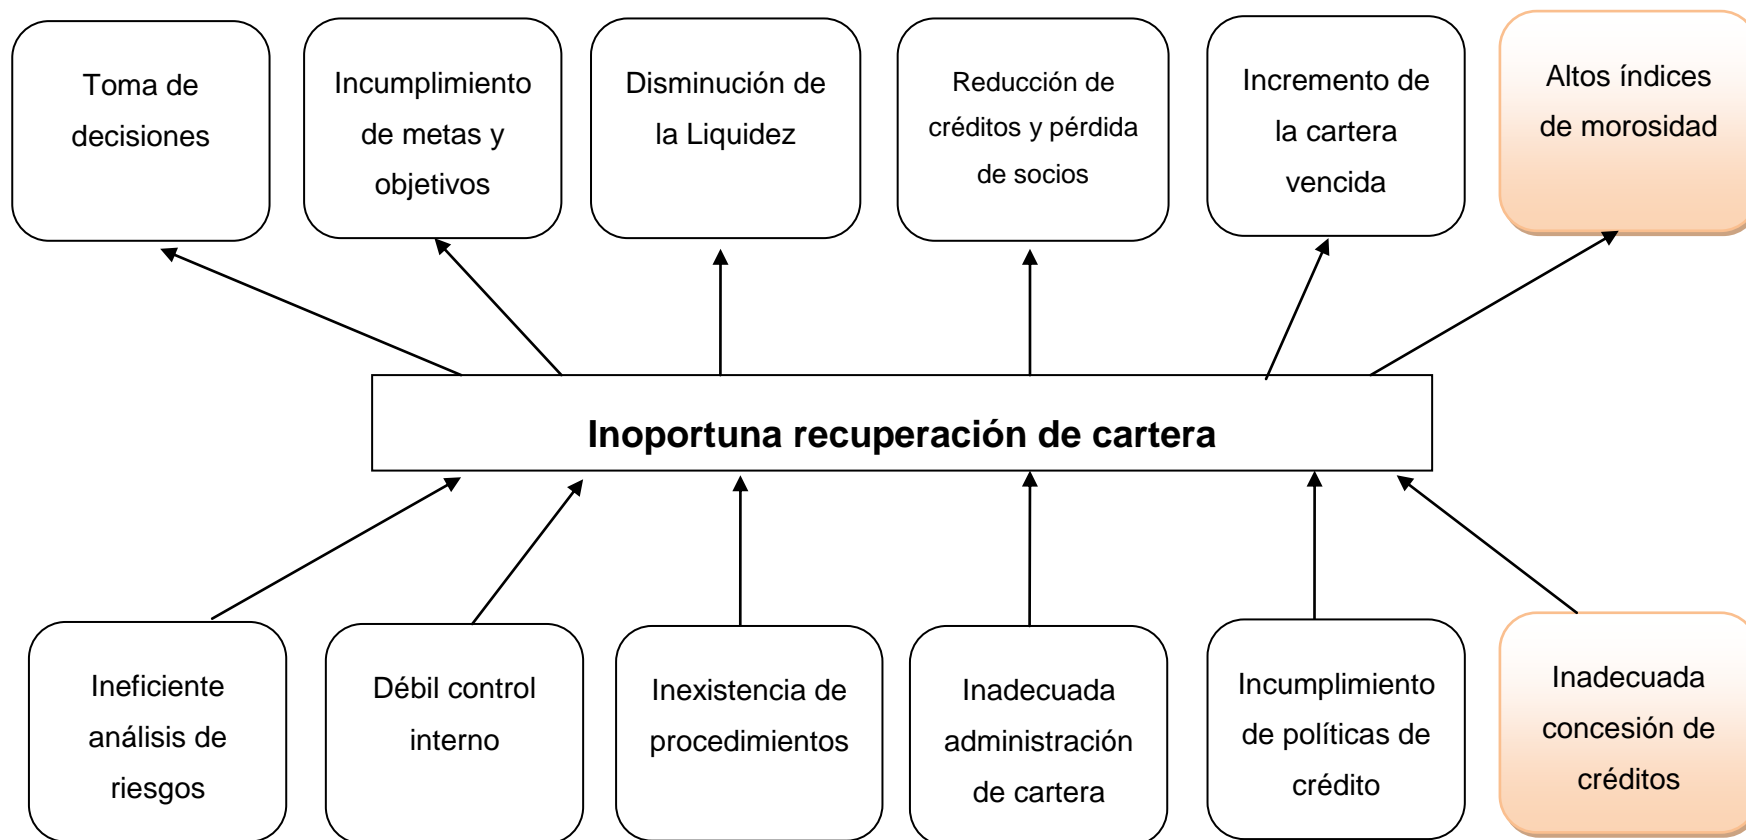 Toma de
decisiones
Incumplimiento
de metas y
objetivos
Disminución de
la Liquidez
Reducción de
créditos y pérdida
de socios
Incremento de
la cartera
vencida
Altos índices
de morosidad
Inoportuna recuperación de cartera
Ineficiente
análisis de
riesgos
Débil control
interno
Inexistencia de
procedimientos
Inadecuada
administración
de cartera
Incumplimiento
de políticas de
crédito
Inadecuada
concesión de
créditos